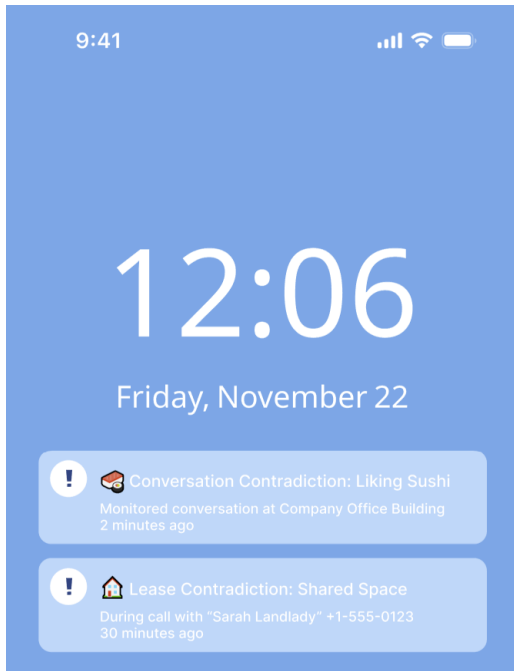 9:41
12:06
Friday, November 22
! 🍣 Conversation Contradiction: Liking Sushi
Monitored conversation at Company Office Building
2 minutes ago
! 🏠 Lease Contradiction: Shared Space
During call with “Sarah Landlady” +1-555-0123
30 minutes ago